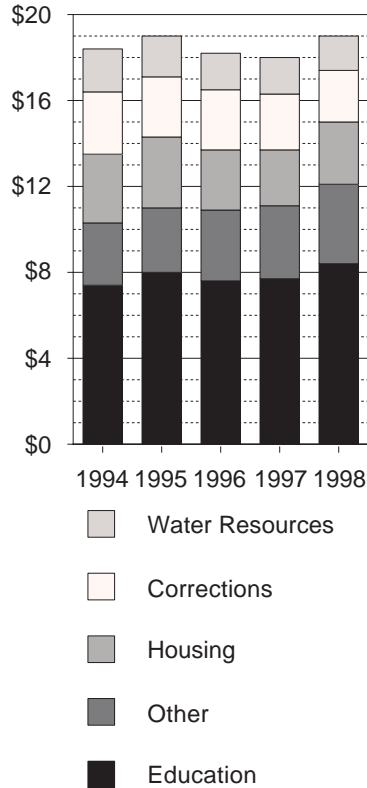 $20
$16
$12
$8
$4
$0
1994 1995 1996 1997 1998
Water Resources
Corrections
Housing
Other
Education